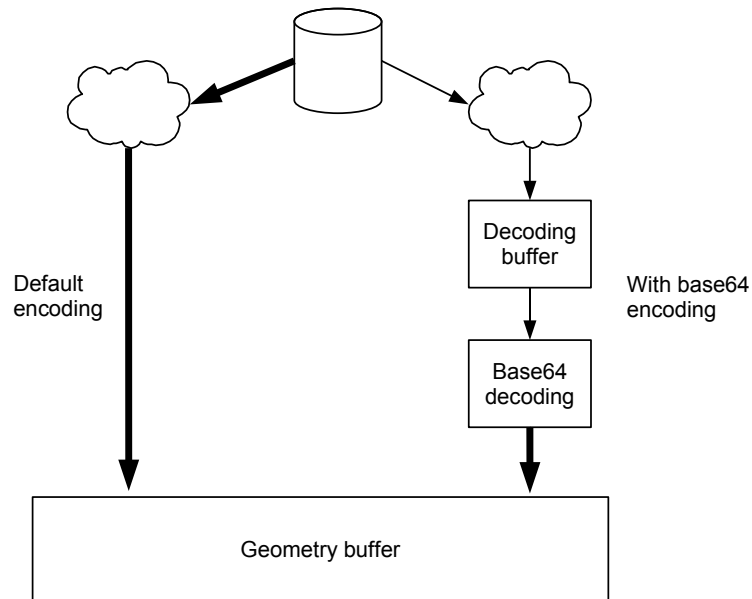 Decoding
buffer
Default
encoding
With base64
encoding
Base64
decoding
Geometry buffer